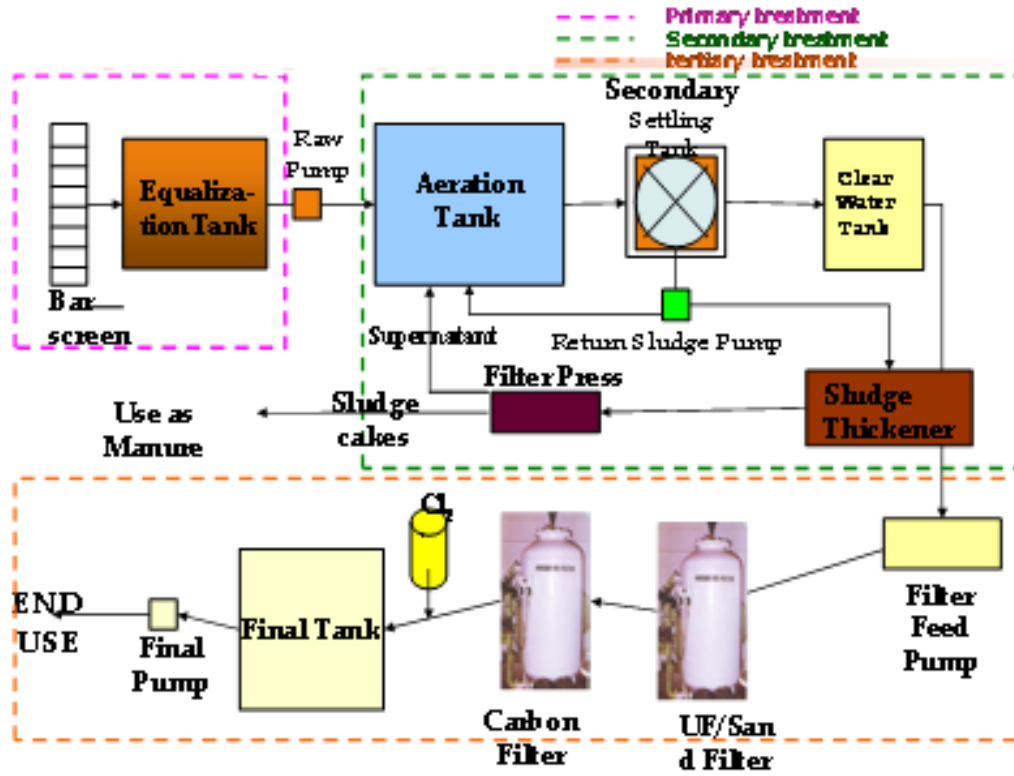 Primary treatment
Secondary treatment
tertiary treatment
Secondary
Settling
Tank
Raw
Pump
Equaliza-
tion Tank
Aeration
Tank
Clear
Water
Tank
Bar
screen
Supernatant
Return Sludge Pump
Filter Press
Sludge
cakes
Use as
Manure
Sludge
Thickener
Cl2
END
USE
Final
Pump
Final Tank
Carbon
Filter
UF/San
d Filter
Filter
Feed
Pump